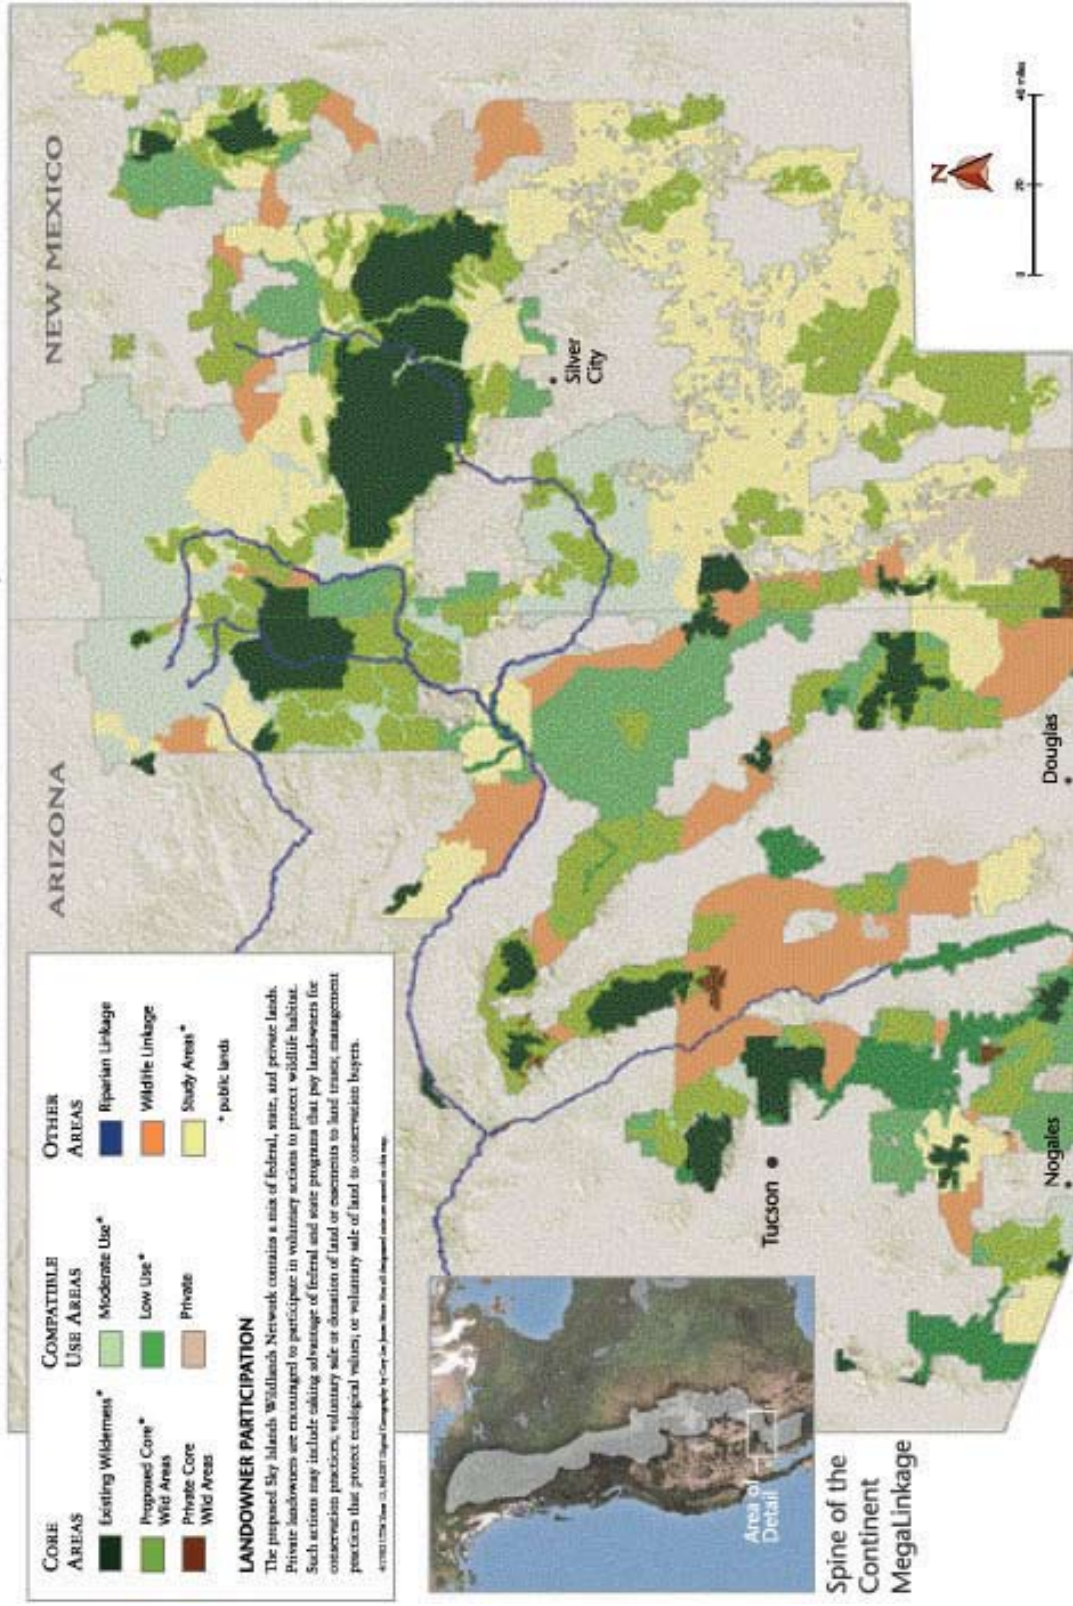 NEW MEXICO
ARIZONA
Silver
City
Tucson
Douglas
Nogales
N
0 20 40 miles
CORE
AREAS
Existing Wilderness*
Proposed Core*
Wild Areas
Private Core
Wild Areas
COMPATIBLE
USE AREAS
Moderate Use*
Low Use*
Private
OTHER
AREAS
Riparian Linkage
Wildlife Linkage
Study Areas*
* public lands
LANDOWNER PARTICIPATION
The proposed Sky Islands Wildlands Network contains a mix of federal, state, and private lands.
Private landowners are encouraged to participate in voluntary actions to protect wildlife habitat.
Such actions may include taking advantage of federal and state programs that pay landowners for
conservation practices, voluntary sale or donation of land or easements to land trusts; management
practices that protect ecological values; or voluntary sale of land to conservation buyers.
Area of
Detail
Spine of the
Continent
MegaLinkage